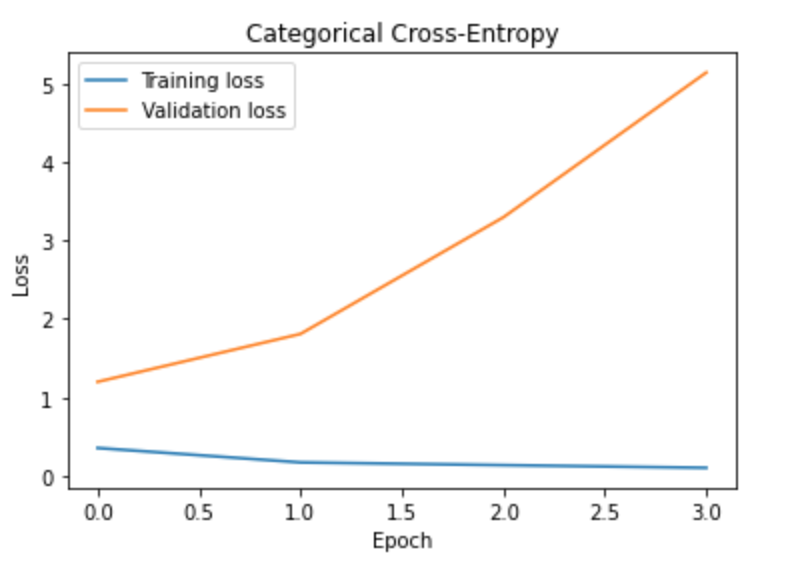 Categorical Cross-Entropy
Training loss
Validation loss
5
4
3
2
1
0
Loss
0.0 0.5 1.0 1.5 2.0 2.5 3.0
Epoch